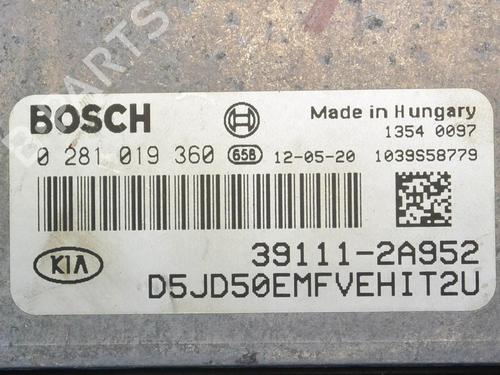 B PARTS
BOSCH
Made in Hungary
1354 0097
0 281 019 360 658 12-05-20 1039S58779
KIA
39111-2A952
D5JD50EMFVEHIT2U